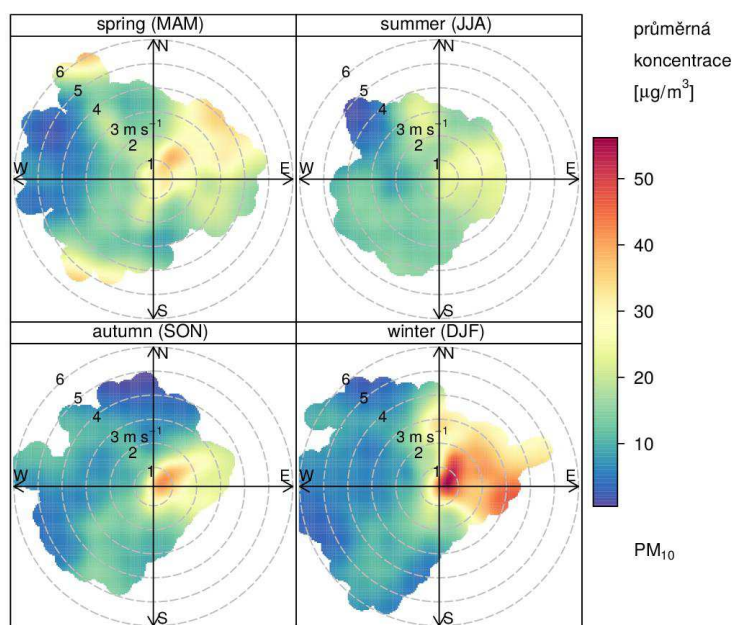 spring (MAM)
N
6
5
4
3 m s⁻¹
2
1
W
E
S
summer (JJA)
N
6
5
4
3 m s⁻¹
2
1
W
E
S
autumn (SON)
N
6
5
4
3 m s⁻¹
2
1
W
E
S
winter (DJF)
N
6
5
4
3 m s⁻¹
2
1
W
E
S
průměrná
koncentrace
[µg/m³]
50
40
30
20
10
PM₁₀